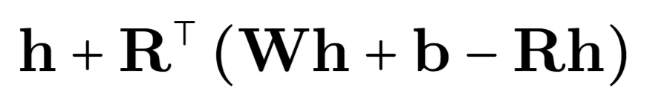 h + R⊤ (Wh + b − Rh)